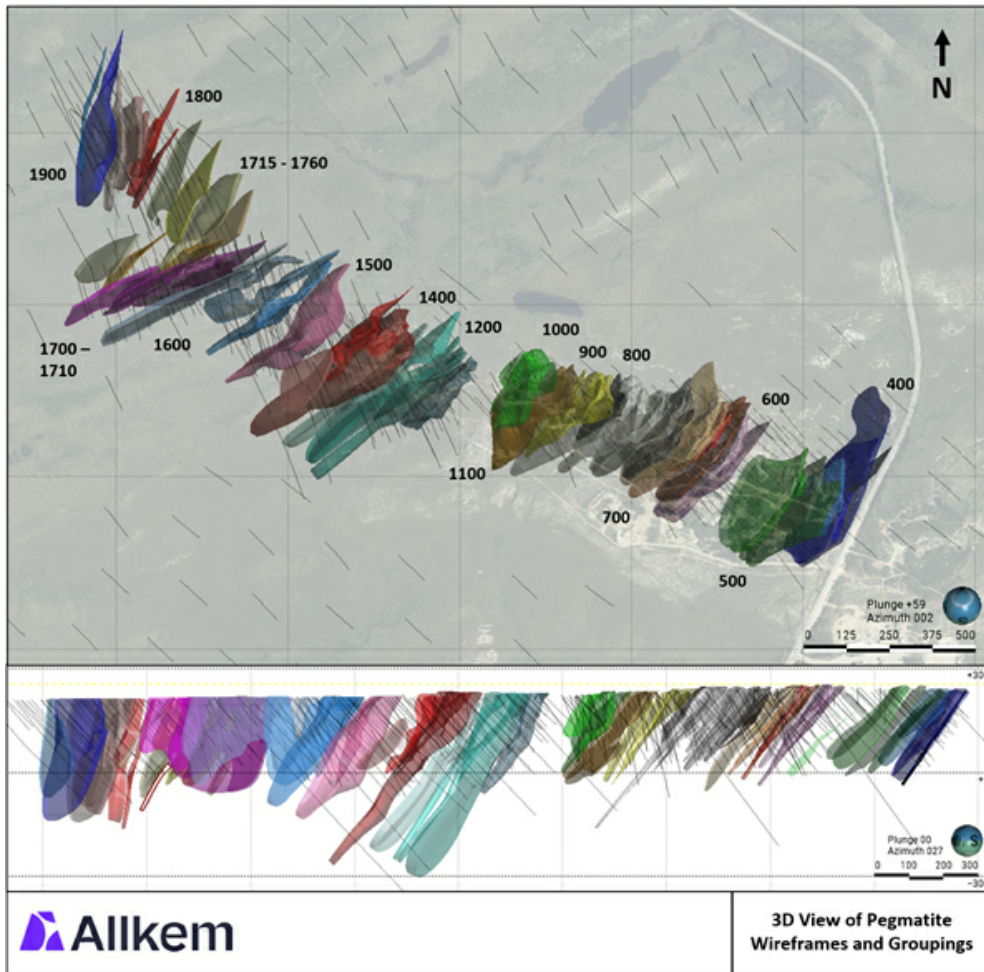 N
1800
1715 - 1760
1900
1500
1400
1200
1700 –
1710
1600
1000
900
800
600
400
1100
700
500
Plunge +59
Azimuth 002
0 125 250 375 500
Plunge 00
Azimuth 027
0 100 200 300
Allkem
3D View of Pegmatite
Wireframes and Groupings